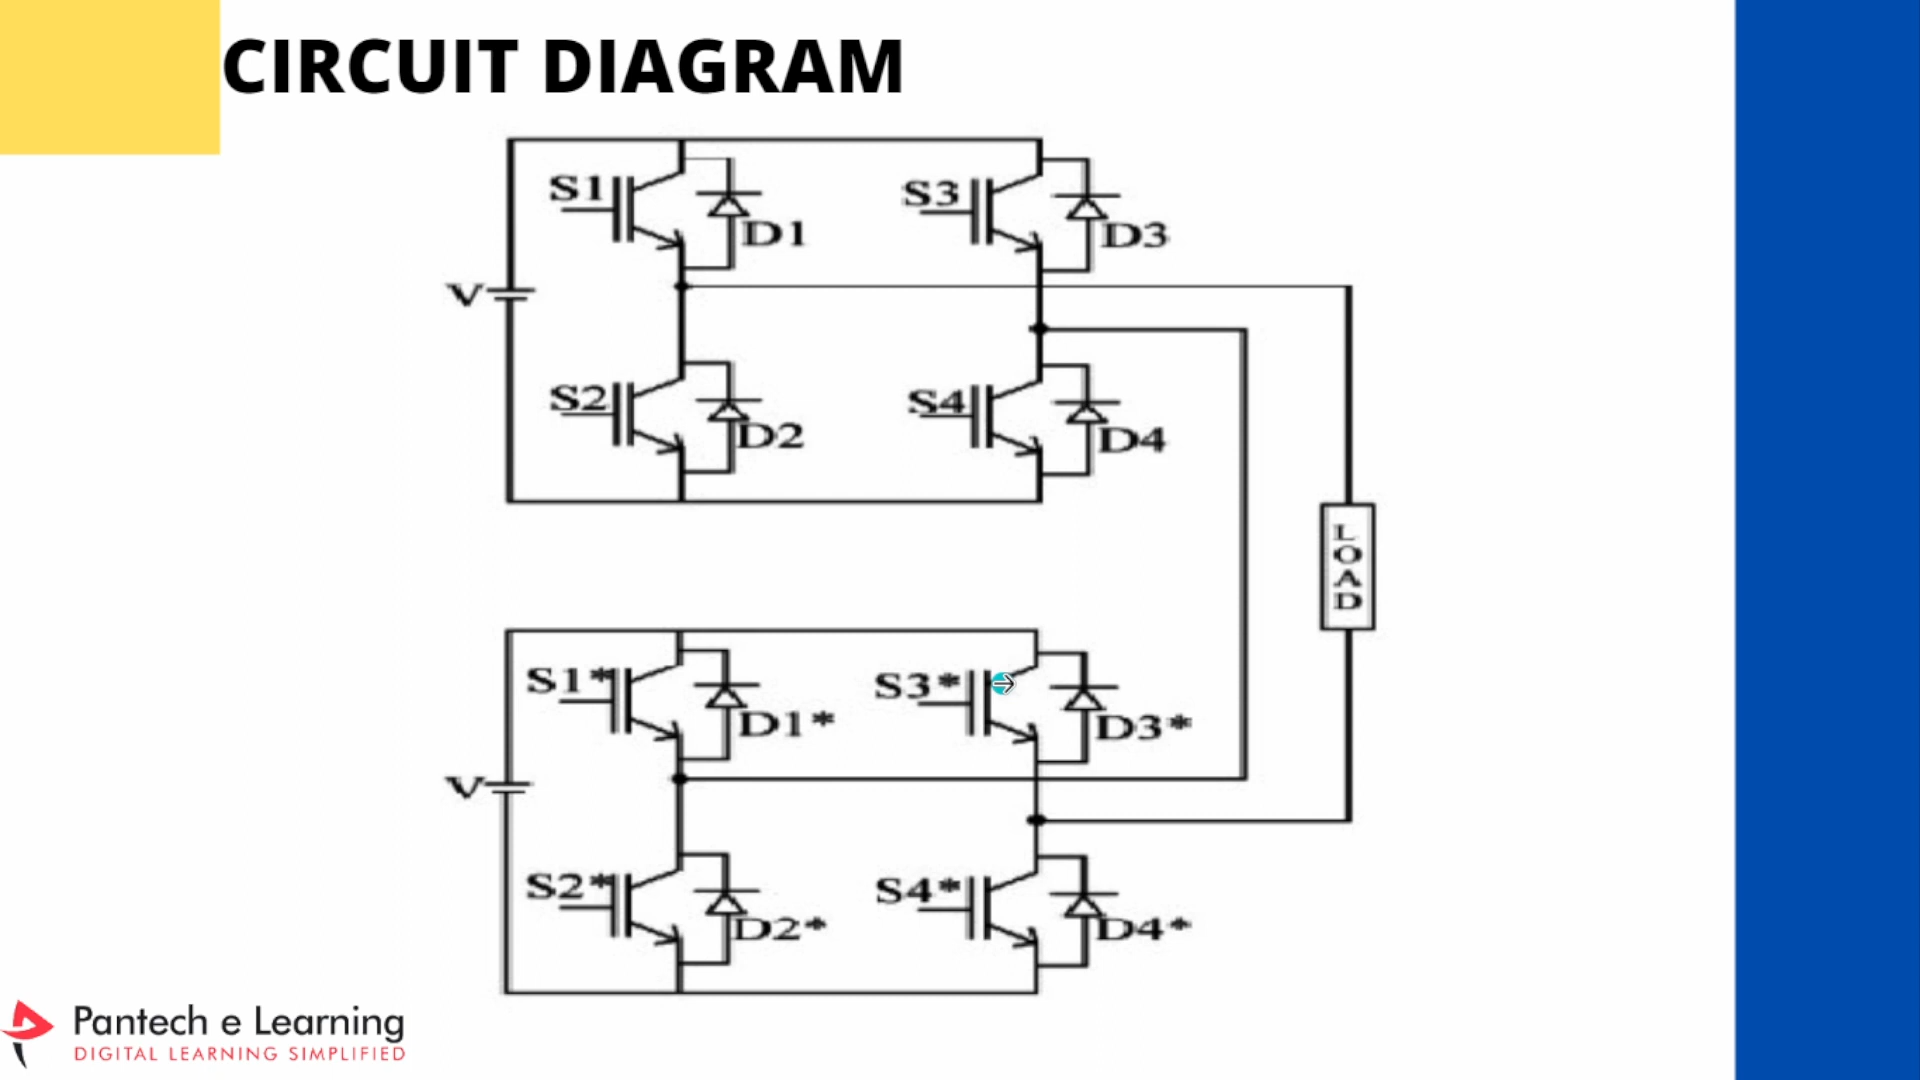 CIRCUIT DIAGRAM
S1
D1
S3
D3
V
S2
D2
S4
D4
L
O
A
D
S1*
D1*
S3*
D3*
V
S2*
D2*
S4*
D4*
Pantech e Learning
DIGITAL LEARNING SIMPLIFIED